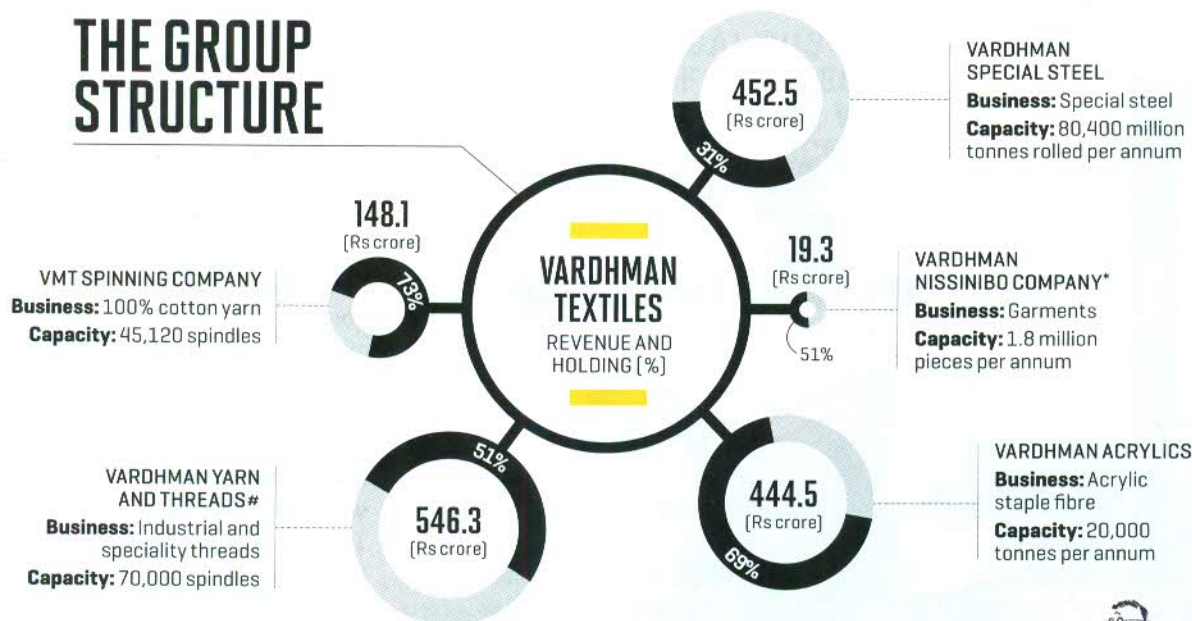 THE GROUP
STRUCTURE
452.5
(Rs crore)
31%
VARDHMAN
SPECIAL STEEL
Business: Special steel
Capacity: 80,400 million
tonnes rolled per annum
148.1
(Rs crore)
73%
VMT SPINNING COMPANY
Business: 100% cotton yarn
Capacity: 45,120 spindles
VARDHMAN
TEXTILES
REVENUE AND
HOLDING (%)
19.3
(Rs crore)
51%
VARDHMAN
NISSINIBO COMPANY*
Business: Garments
Capacity: 1.8 million
pieces per annum
VARDHMAN YARN
AND THREADS#
Business: Industrial and
speciality threads
Capacity: 70,000 spindles
51%
546.3
(Rs crore)
444.5
(Rs crore)
69%
VARDHMAN ACRYLICS
Business: Acrylic
staple fibre
Capacity: 20,000
tonnes per annum